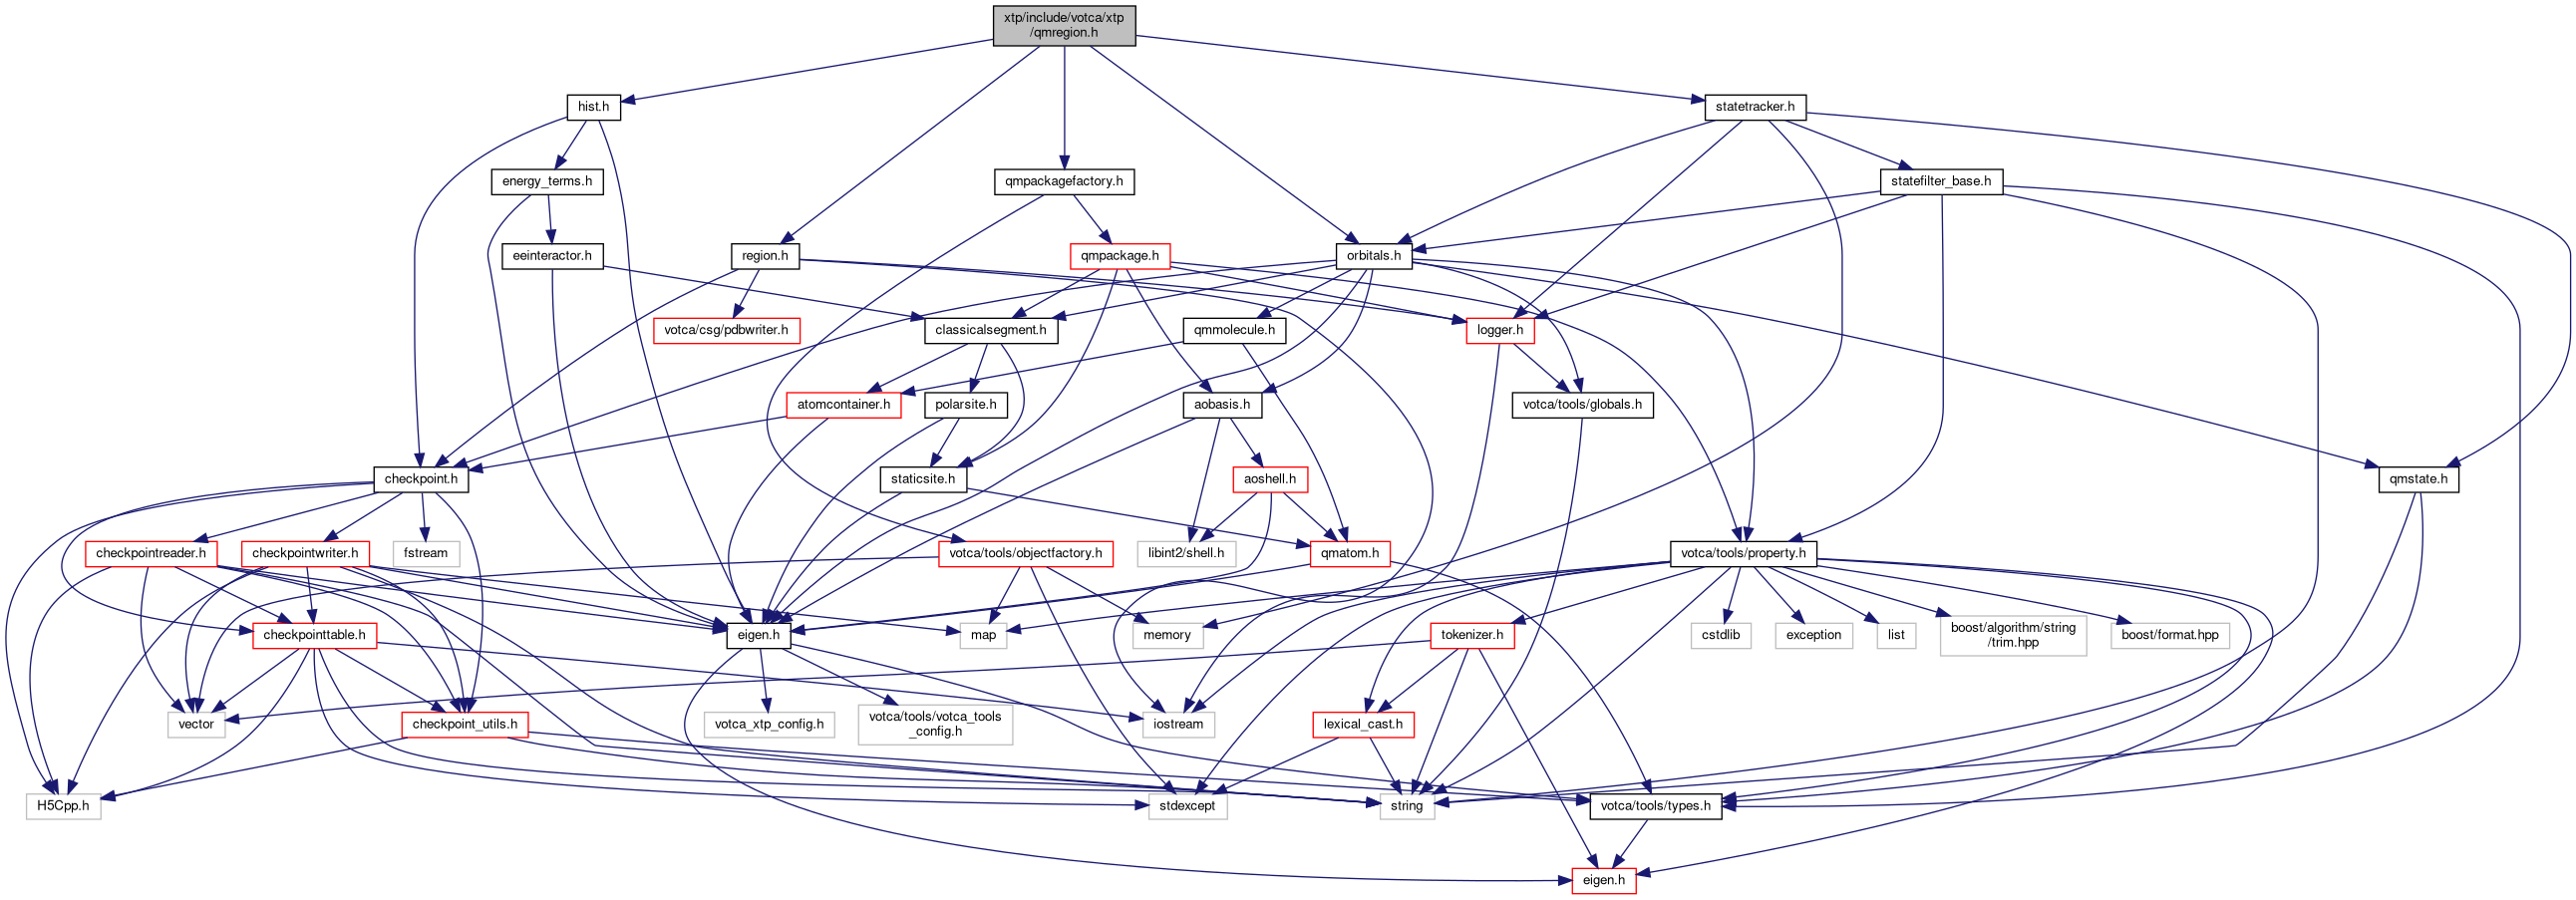 xtp/include/votca/xtp
/qmregion.h
hist.h
statetracker.h
energy_terms.h
qmpackagefactory.h
statefilter_base.h
eeinteractor.h
region.h
qmpackage.h
orbitals.h
votca/csg/pdbwriter.h
classicalsegment.h
qmmolecule.h
logger.h
atomcontainer.h
polarsite.h
aobasis.h
votca/tools/globals.h
checkpoint.h
staticsite.h
aoshell.h
qmstate.h
checkpointreader.h
checkpointwriter.h
fstream
votca/tools/objectfactory.h
libint2/shell.h
qmatom.h
votca/tools/property.h
checkpointtable.h
eigen.h
map
memory
tokenizer.h
cstdlib
exception
list
boost/algorithm/string
/trim.hpp
boost/format.hpp
vector
checkpoint_utils.h
votca_xtp_config.h
votca/tools/votca_tools
_config.h
iostream
lexical_cast.h
H5Cpp.h
stdexcept
string
votca/tools/types.h
eigen.h